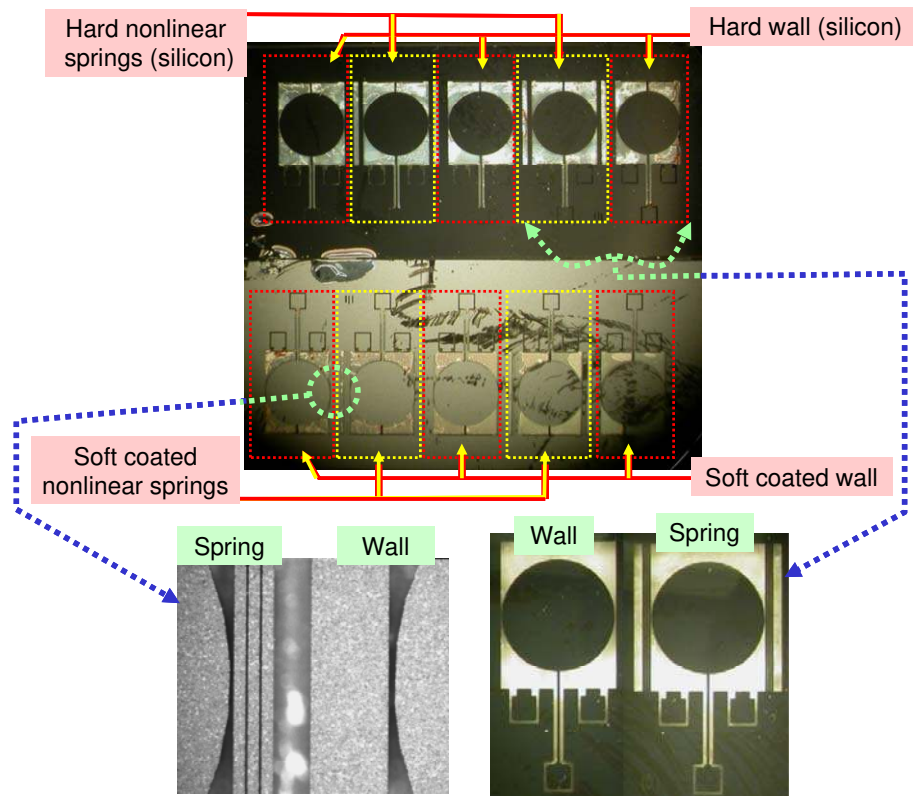 Hard nonlinear
springs (silicon)
Hard wall (silicon)
Soft coated
nonlinear springs
Soft coated wall
Spring
Wall
Wall
Spring